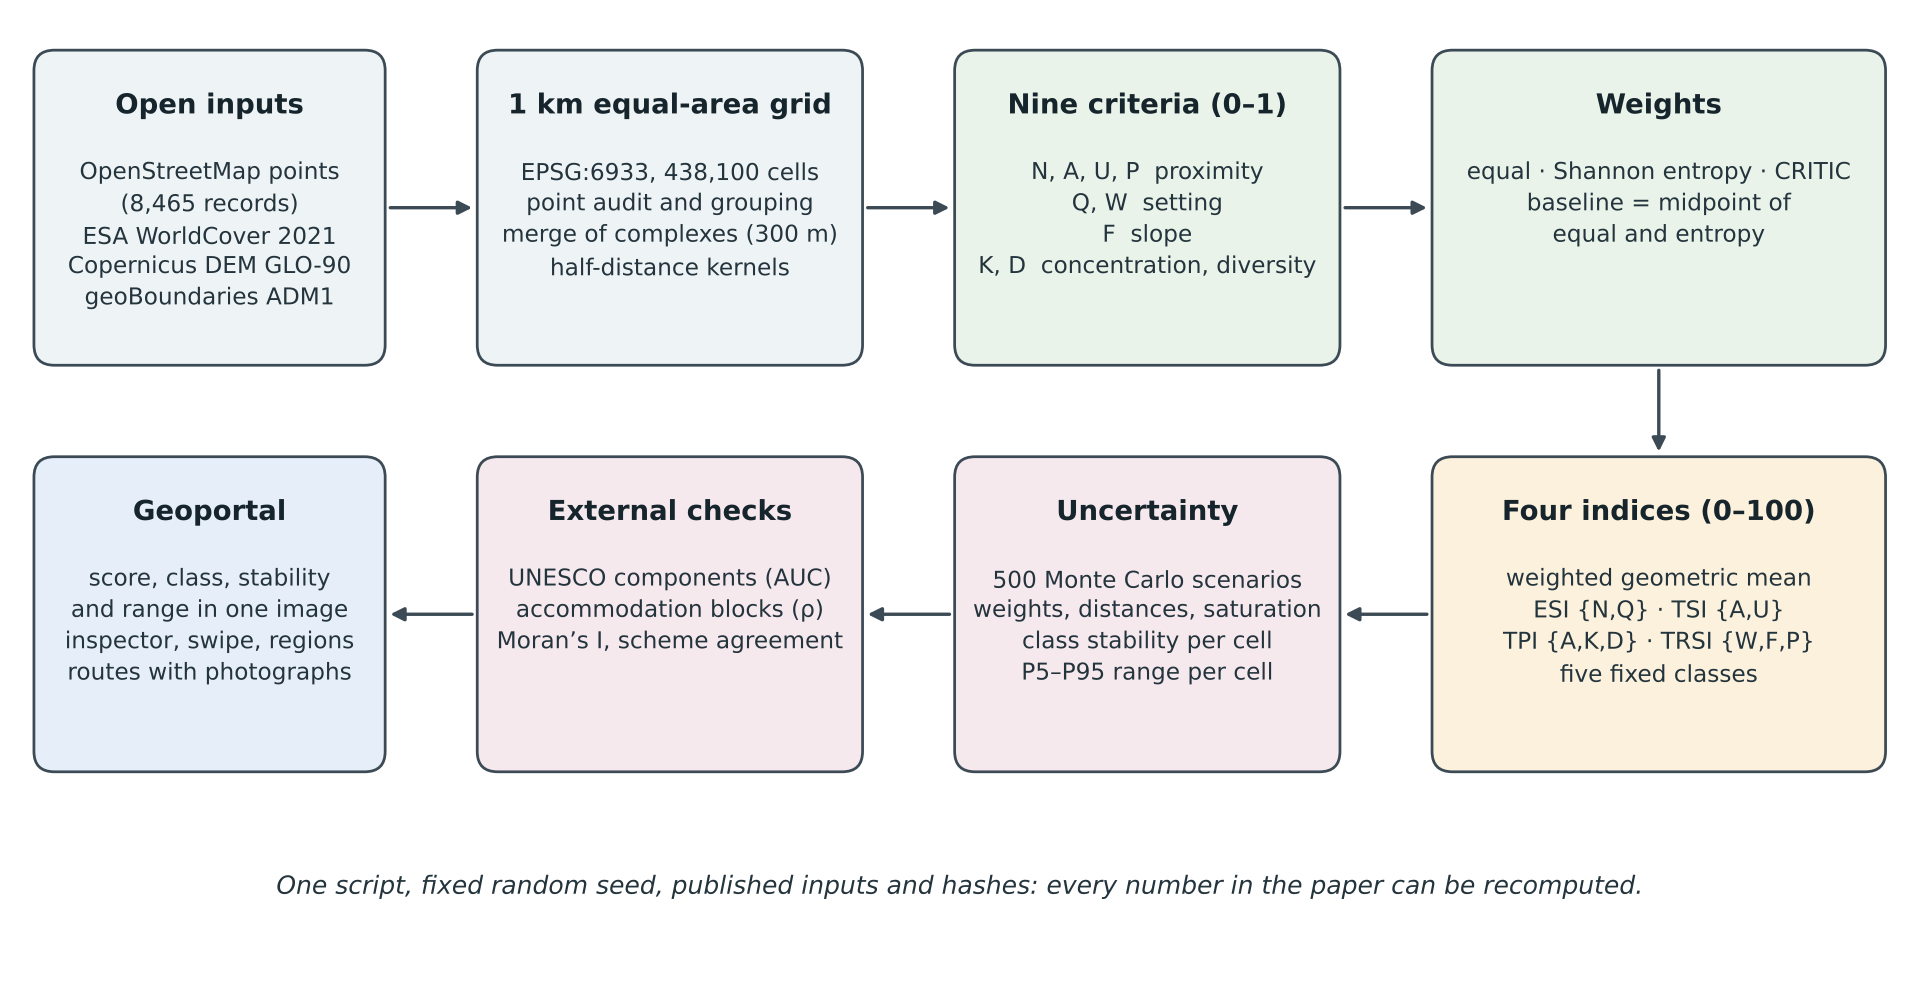 Open inputs
OpenStreetMap points
(8,465 records)
ESA WorldCover 2021
Copernicus DEM GLO-90
geoBoundaries ADM1
1 km equal-area grid
EPSG:6933, 438,100 cells
point audit and grouping
merge of complexes (300 m)
half-distance kernels
Nine criteria (0–1)
N, A, U, P  proximity
Q, W  setting
F  slope
K, D  concentration, diversity
Weights
equal · Shannon entropy · CRITIC
baseline = midpoint of
equal and entropy
Four indices (0–100)
weighted geometric mean
ESI {N,Q} · TSI {A,U}
TPI {A,K,D} · TRSI {W,F,P}
five fixed classes
Uncertainty
500 Monte Carlo scenarios
weights, distances, saturation
class stability per cell
P5–P95 range per cell
External checks
UNESCO components (AUC)
accommodation blocks (ρ)
Moran’s I, scheme agreement
Geoportal
score, class, stability
and range in one image
inspector, swipe, regions
routes with photographs
One script, fixed random seed, published inputs and hashes: every number in the paper can be recomputed.